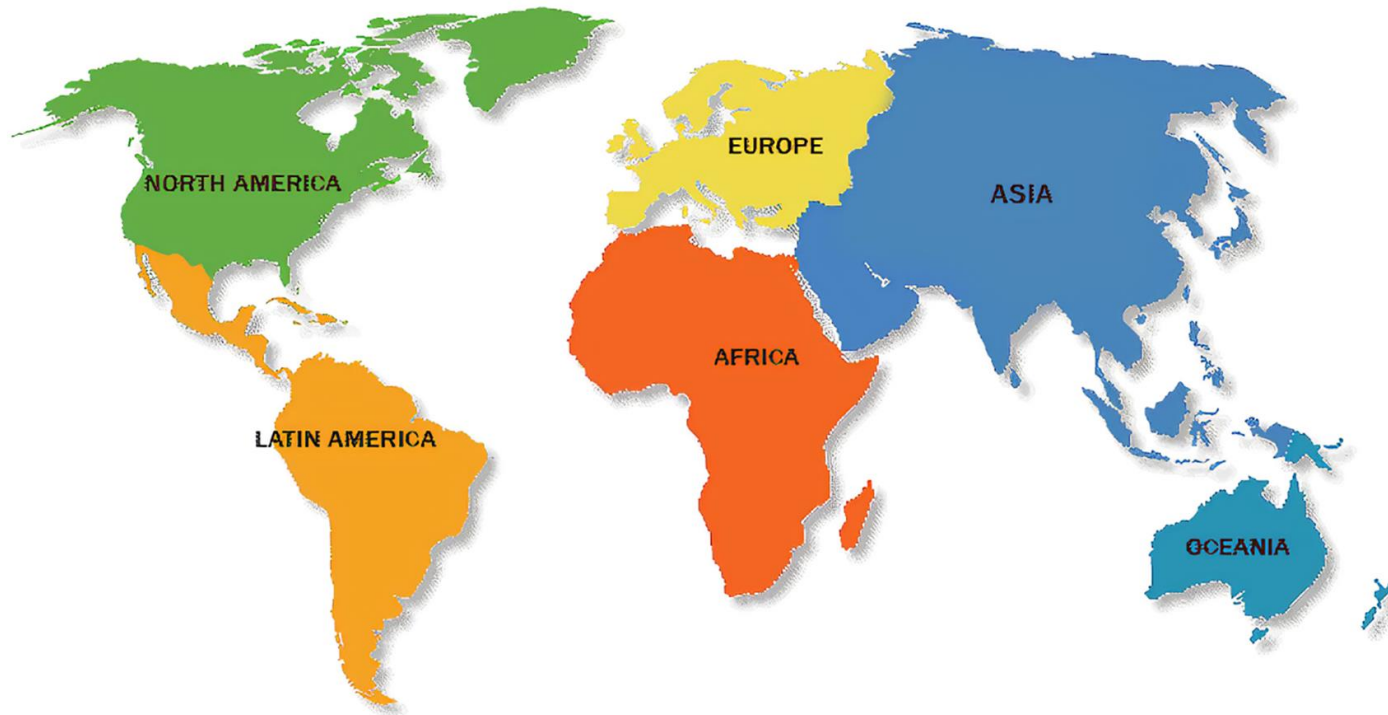 EUROPE
NORTH AMERICA
ASIA
AFRICA
LATIN AMERICA
OCEANIA